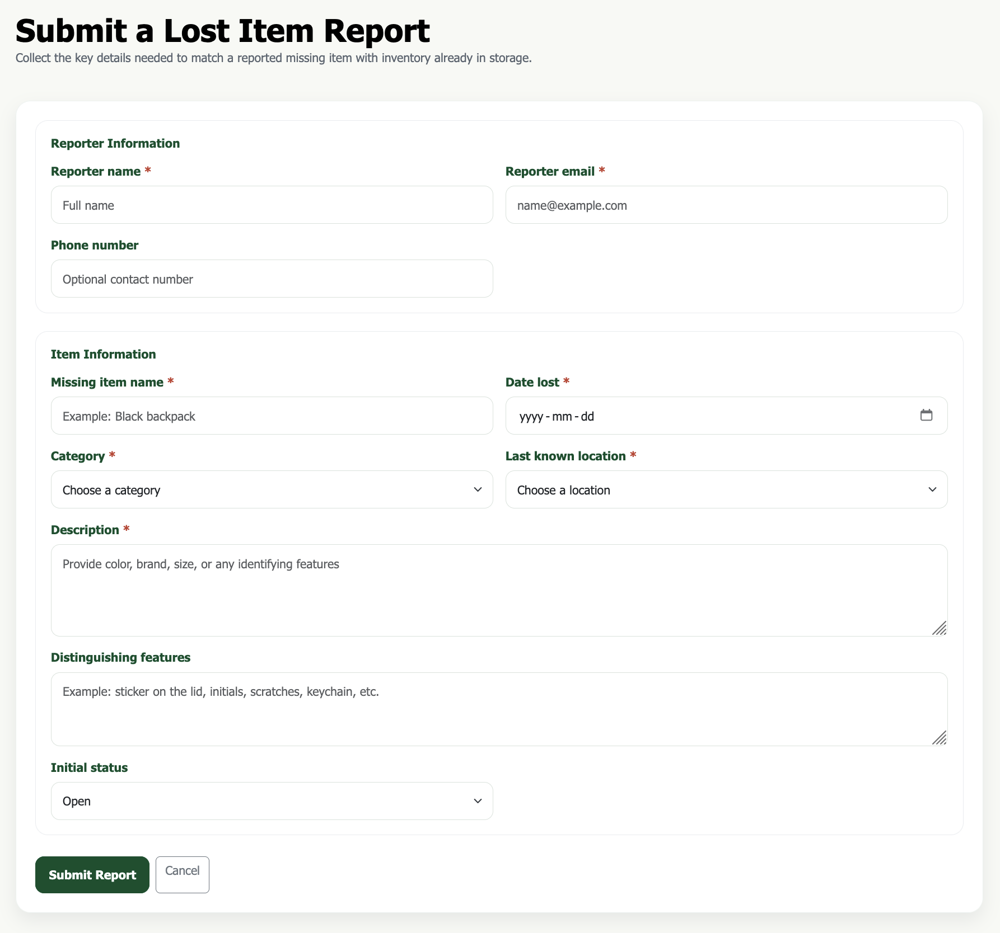 Submit a Lost Item Report
Collect the key details needed to match a reported missing item with inventory already in storage.
Reporter Information
Reporter name *
Reporter email *
Full name
name@example.com
Phone number
Optional contact number
Item Information
Missing item name *
Date lost *
Example: Black backpack
yyyy-mm-dd
Category *
Last known location *
Choose a category
Choose a location
Description *
Provide color, brand, size, or any identifying features
Distinguishing features
Example: sticker on the lid, initials, scratches, keychain, etc.
Initial status
Open
Submit Report
Cancel